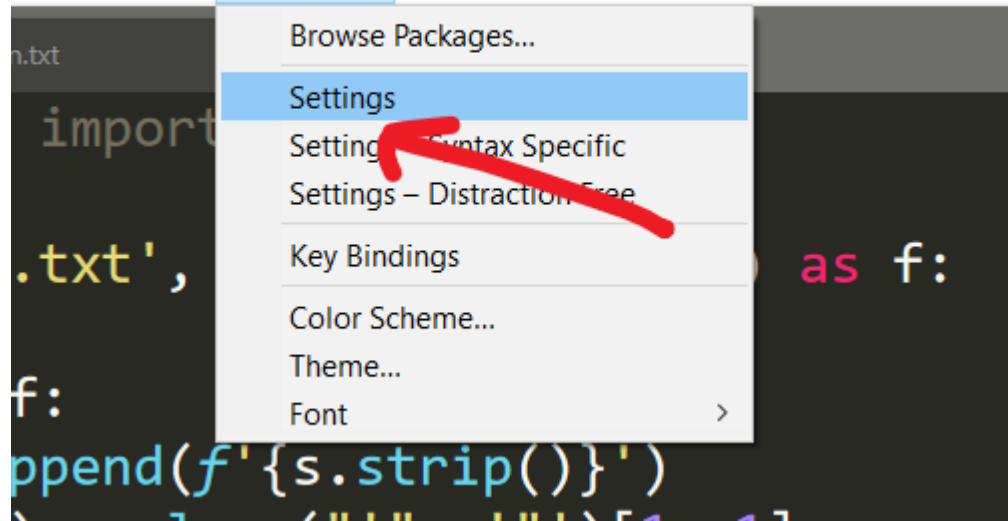 Browse Packages...
n.txt
Settings
import
Settings – Syntax Specific
Settings – Distraction Free
Key Bindings
.txt', ) as f:
Color Scheme...
Theme...
f:
Font
ppend(f'{s.strip()}')